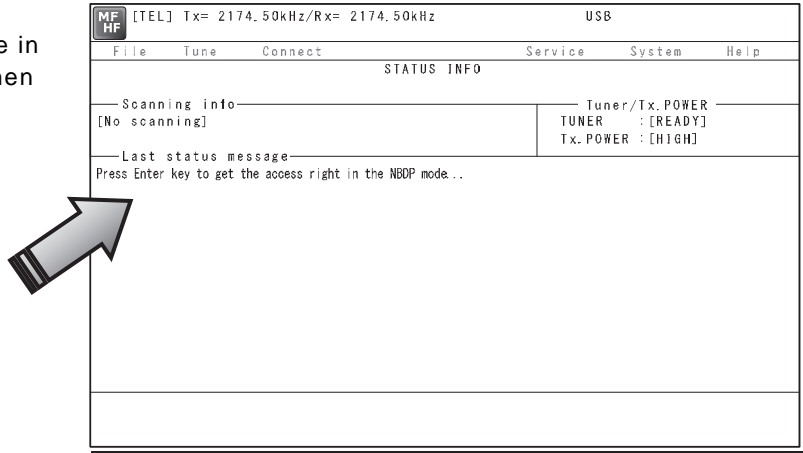 e in
nen
MF
HF
[TEL] Tx= 2174.50kHz/Rx= 2174.50kHz USB
File Tune Connect Service System Help
STATUS INFO
Scanning info
[No scanning]
Tuner/Tx.POWER
TUNER :[READY]
Tx.POWER :[HIGH]
Last status message
Press Enter key to get the access right in the NBDP mode...